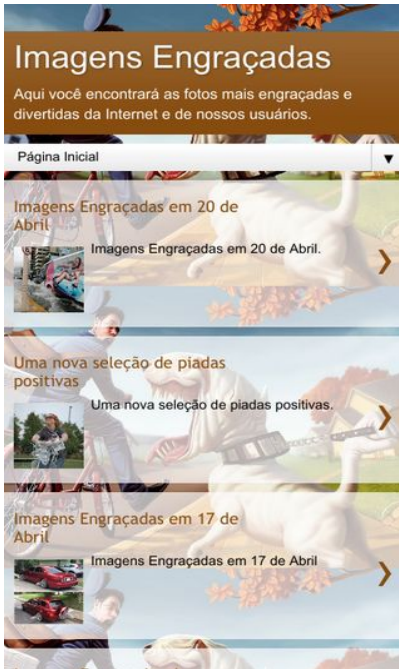 Imagens Engraçadas
Aqui você encontrará as fotos mais engraçadas e
divertidas da Internet e de nossos usuários.
Página Inicial
Imagens Engraçadas em 20 de
Abril
Imagens Engraçadas em 20 de Abril.
Uma nova seleção de piadas
positivas
Uma nova seleção de piadas positivas.
Imagens Engraçadas em 17 de
Abril
Imagens Engraçadas em 17 de Abril